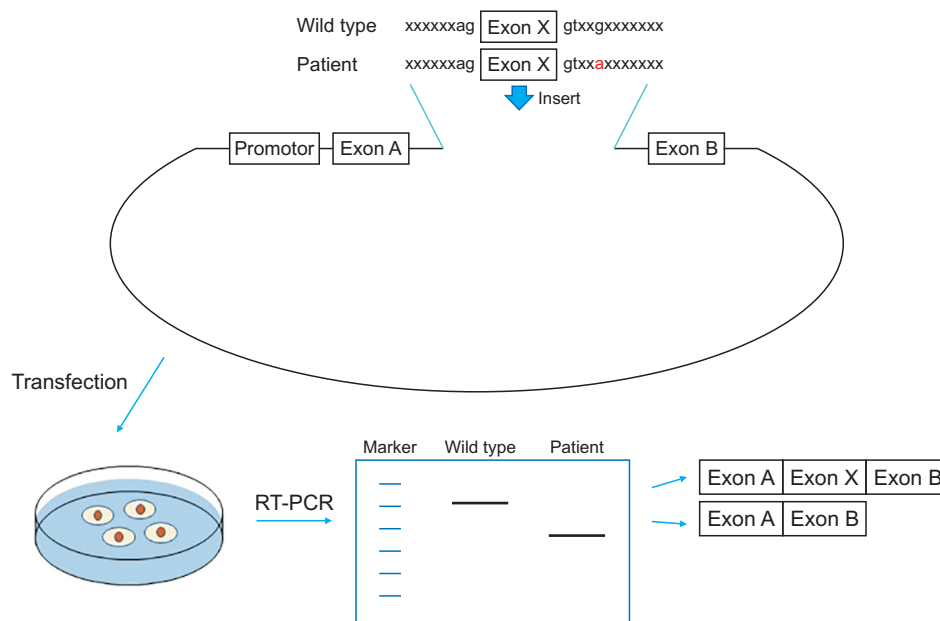 Wild type xxxxxxag Exon X gtxxgxxxxxxx
Patient xxxxxxag Exon X gtxxaxxxxxxx
Insert
Promotor Exon A Exon B
Transfection
Marker Wild type Patient
RT-PCR
Exon A Exon X Exon B
Exon A Exon B